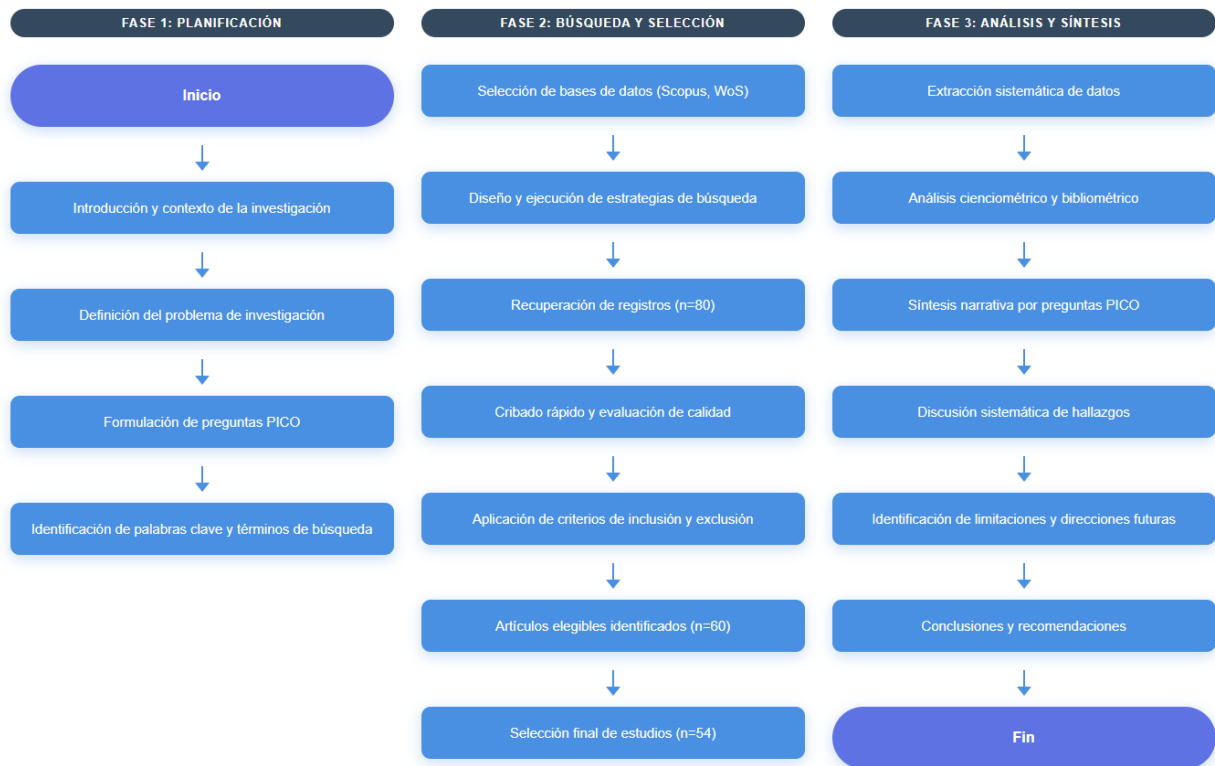 FASE 1: PLANIFICACIÓN
Inicio
Introducción y contexto de la investigación
Definición del problema de investigación
Formulación de preguntas PICO
Identificación de palabras clave y términos de búsqueda
FASE 2: BÚSQUEDA Y SELECCIÓN
Selección de bases de datos (Scopus, WoS)
Diseño y ejecución de estrategias de búsqueda
Recuperación de registros (n=80)
Cribado rápido y evaluación de calidad
Aplicación de criterios de inclusión y exclusión
Artículos elegibles identificados (n=60)
Selección final de estudios (n=54)
FASE 3: ANÁLISIS Y SÍNTESIS
Extracción sistemática de datos
Análisis cienciométrico y bibliométrico
Síntesis narrativa por preguntas PICO
Discusión sistemática de hallazgos
Identificación de limitaciones y direcciones futuras
Conclusiones y recomendaciones
Fin